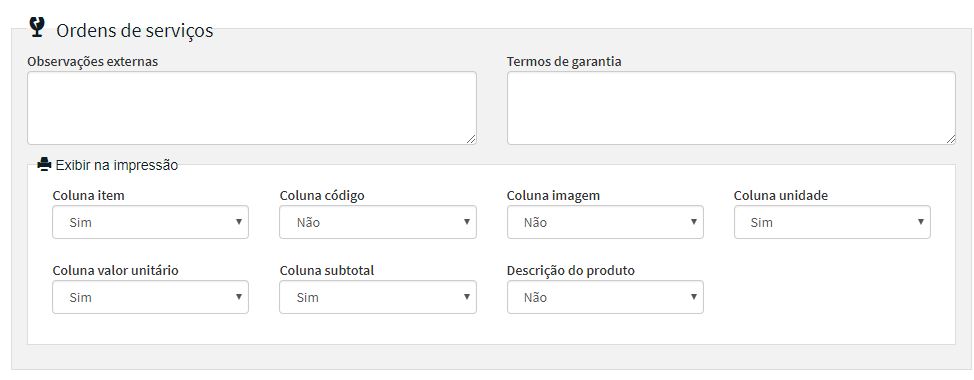 Ordens de serviços
Observações externas Termos de garantia
Exibir na impressão
Coluna item Coluna código Coluna imagem Coluna unidade
Sim Não Não Sim
Coluna valor unitário Coluna subtotal Descrição do produto
Sim Sim Não